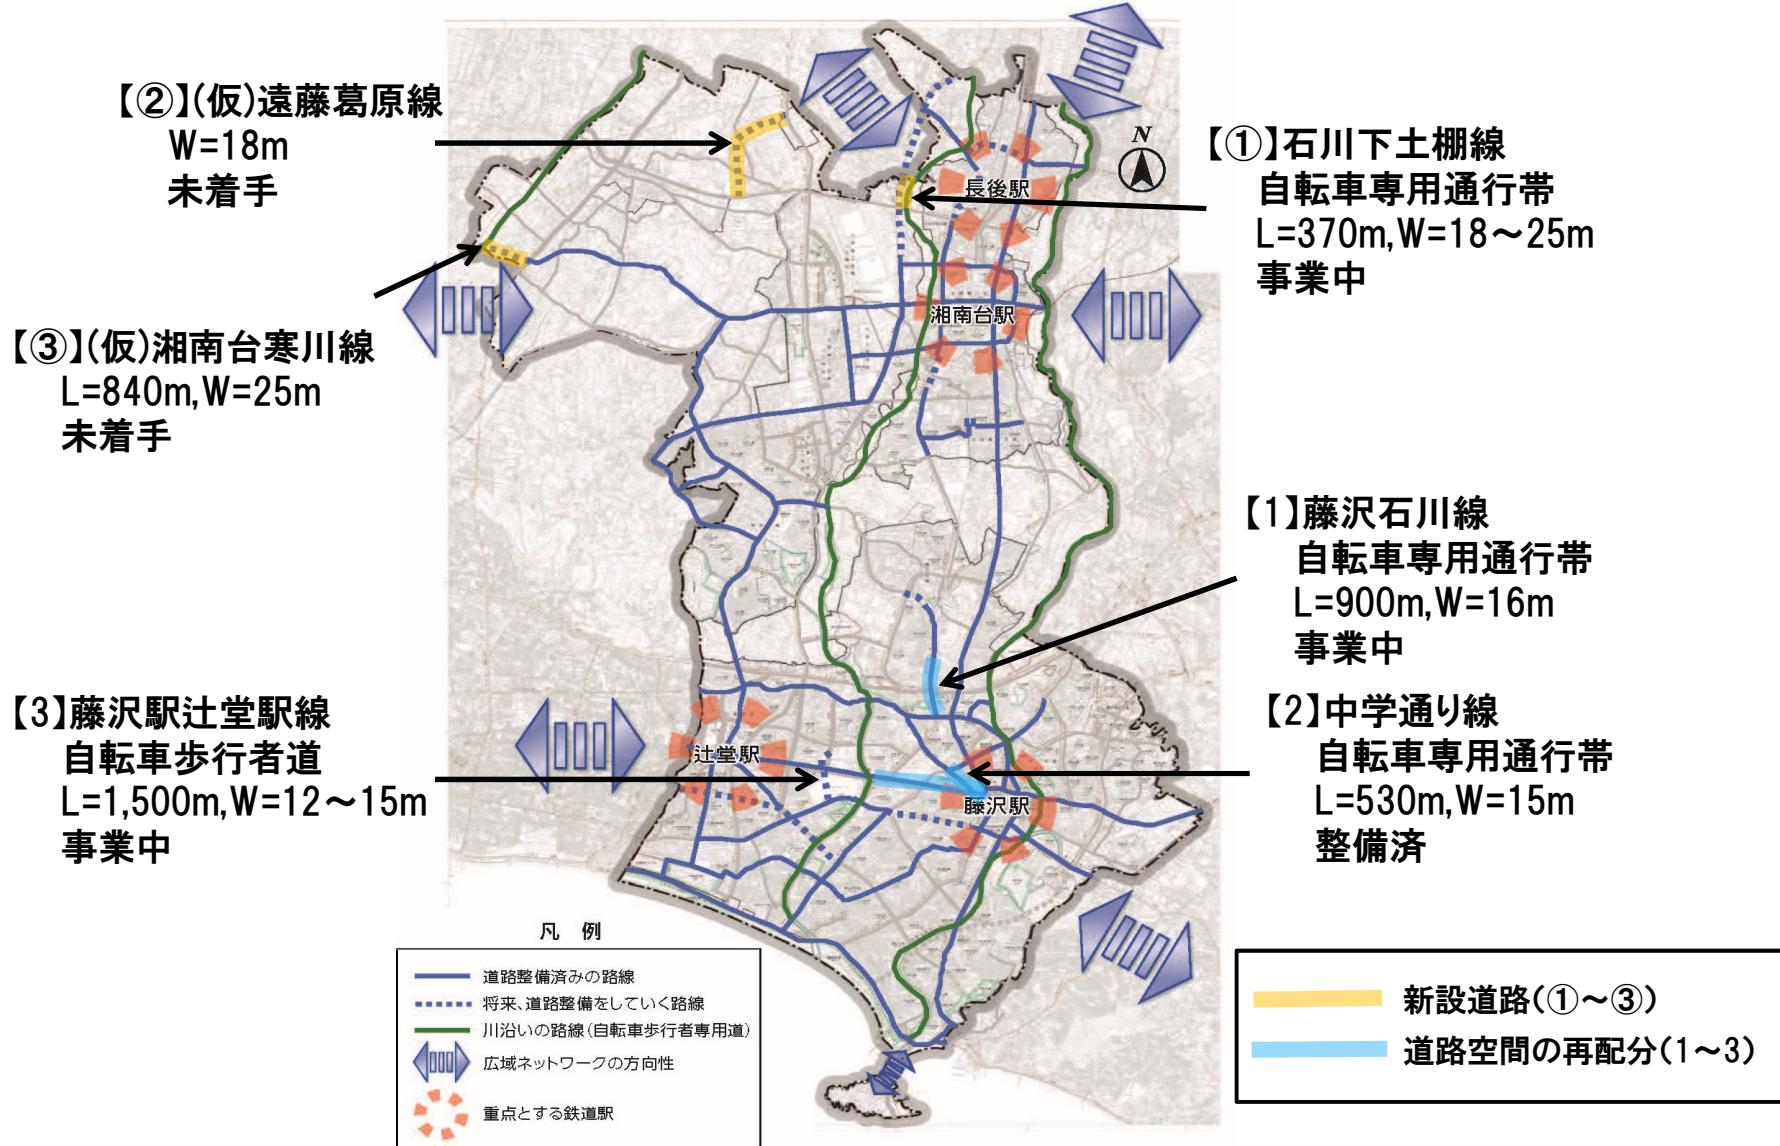 【②】(仮)遠藤葛原線
W=18m
未着手
【①】石川下土棚線
自転車専用通行帯
L=370m,W=18～25m
事業中
N
長後駅
湘南台駅
【③】(仮)湘南台寒川線
L=840m,W=25m
未着手
【1】藤沢石川線
自転車専用通行帯
L=900m,W=16m
事業中
【3】藤沢駅辻堂駅線
自転車歩行者道
L=1,500m,W=12～15m
事業中
辻堂駅
藤沢駅
【2】中学通り線
自転車専用通行帯
L=530m,W=15m
整備済
凡 例
道路整備済みの路線
将来、道路整備をしていく路線
川沿いの路線(自転車歩行者専用道)
広域ネットワークの方向性
重点とする鉄道駅
新設道路(①～③)
道路空間の再配分(1～3)